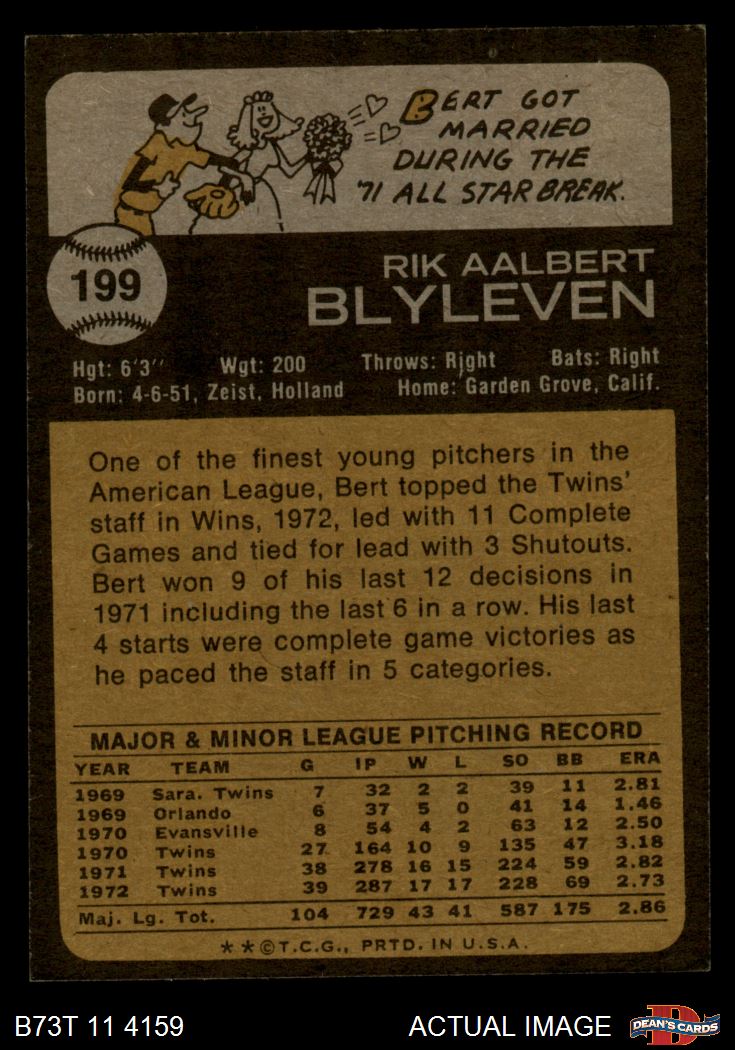 BERT GOT
MARRIED
DURING THE
'71 ALL STAR BREAK.
199
RIK AALBERT
BLYLEVEN
Hgt: 6'3'' Wgt: 200 Throws: Right Bats: Right
Born: 4-6-51, Zeist, Holland Home: Garden Grove, Calif.
One of the finest young pitchers in the
American League, Bert topped the Twins'
staff in Wins, 1972, led with 11 Complete
Games and tied for lead with 3 Shutouts.
Bert won 9 of his last 12 decisions in
1971 including the last 6 in a row. His last
4 starts were complete game victories as
he paced the staff in 5 categories.
MAJOR & MINOR LEAGUE PITCHING RECORD
YEAR TEAM G IP W L SO BB ERA
1969 Sara. Twins 7 32 2 2 39 11 2.81
1969 Orlando 6 37 5 0 41 14 1.46
1970 Evansville 8 54 4 2 63 12 2.50
1970 Twins 27 164 10 9 135 47 3.18
1971 Twins 38 278 16 15 224 59 2.82
1972 Twins 39 287 17 17 228 69 2.73
Maj. Lg. Tot. 104 729 43 41 587 175 2.86
* * © T.C.G., PRTD. IN U.S.A.
B73T 11 4159 ACTUAL IMAGE DEAN'S CARDS